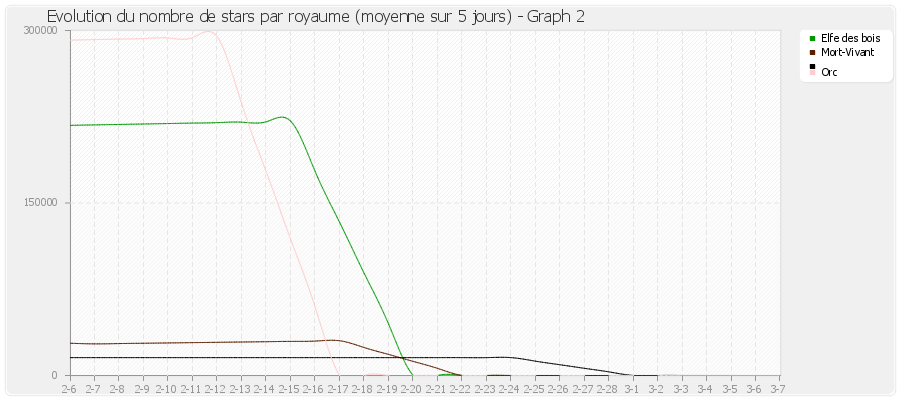 Evolution du nombre de stars par royaume (moyenne sur 5 jours) - Graph 2
300000
150000
0
2-6 2-7 2-8 2-9 2-10 2-11 2-12 2-13 2-14 2-15 2-16 2-17 2-18 2-19 2-20 2-21 2-22 2-23 2-24 2-25 2-26 2-27 2-28 3-1 3-2 3-3 3-4 3-5 3-6 3-7
Elfe des bois
Mort-Vivant
Orc